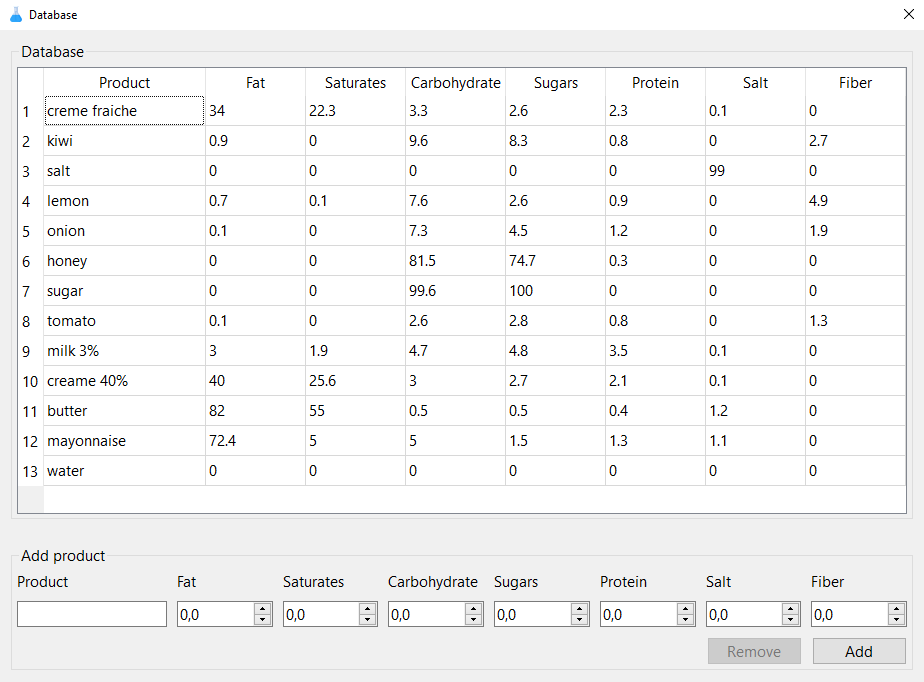 Database
Database
Product Fat Saturates Carbohydrate Sugars Protein Salt Fiber
1 creme fraiche 34 22.3 3.3 2.6 2.3 0.1 0
2 kiwi 0.9 0 9.6 8.3 0.8 0 2.7
3 salt 0 0 0 0 0 99 0
4 lemon 0.7 0.1 7.6 2.6 0.9 0 4.9
5 onion 0.1 0 7.3 4.5 1.2 0 1.9
6 honey 0 0 81.5 74.7 0.3 0 0
7 sugar 0 0 99.6 100 0 0 0
8 tomato 0.1 0 2.6 2.8 0.8 0 1.3
9 milk 3% 3 1.9 4.7 4.8 3.5 0.1 0
10 creame 40% 40 25.6 3 2.7 2.1 0.1 0
11 butter 82 55 0.5 0.5 0.4 1.2 0
12 mayonnaise 72.4 5 5 1.5 1.3 1.1 0
13 water 0 0 0 0 0 0 0
Add product
Product Fat Saturates Carbohydrate Sugars Protein Salt Fiber
0,0 0,0 0,0 0,0 0,0 0,0 0,0
Remove Add